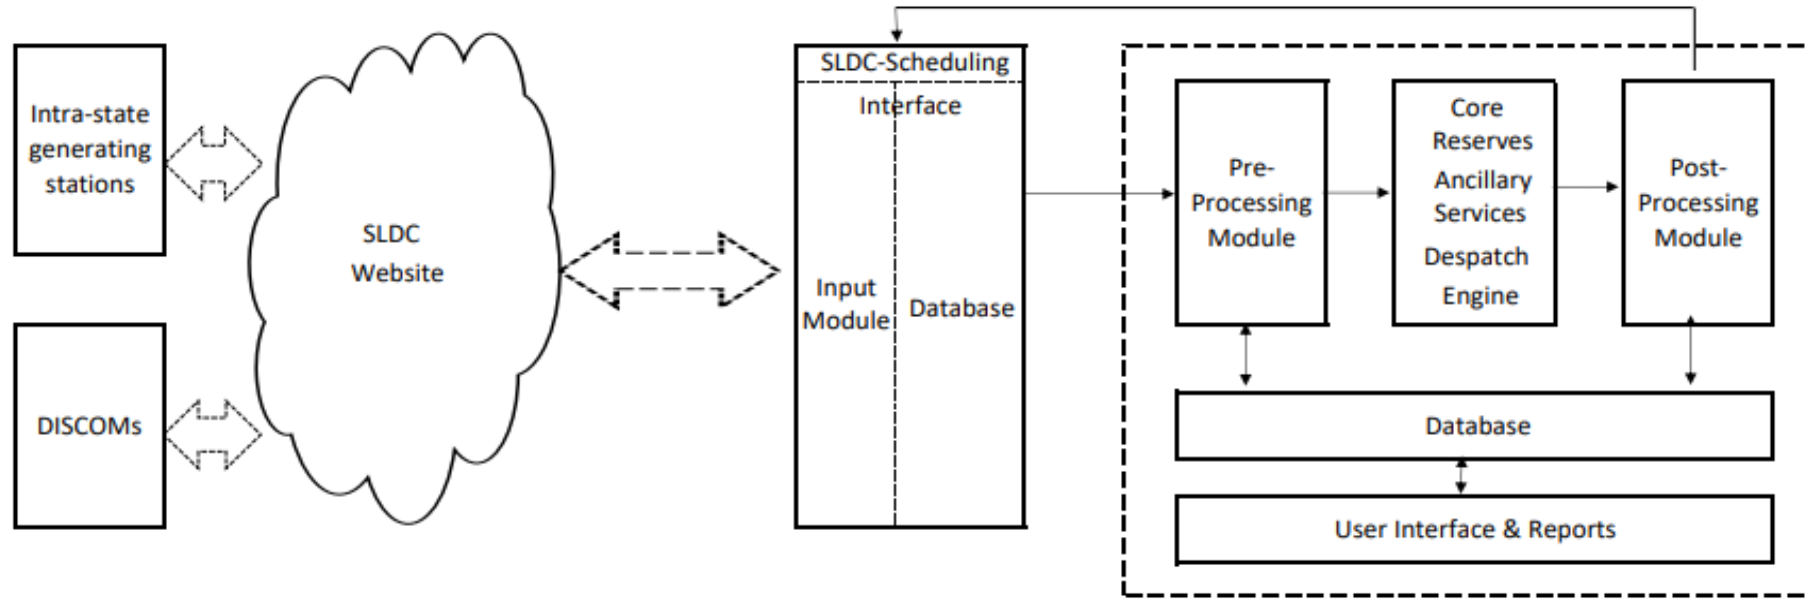 Intra-state
generating
stations
DISCOMs
SLDC
Website
SLDC-Scheduling
Interface
Input
Module
Database
Pre-
Processing
Module
Core
Reserves
Ancillary
Services
Despatch
Engine
Post-
Processing
Module
Database
User Interface & Reports